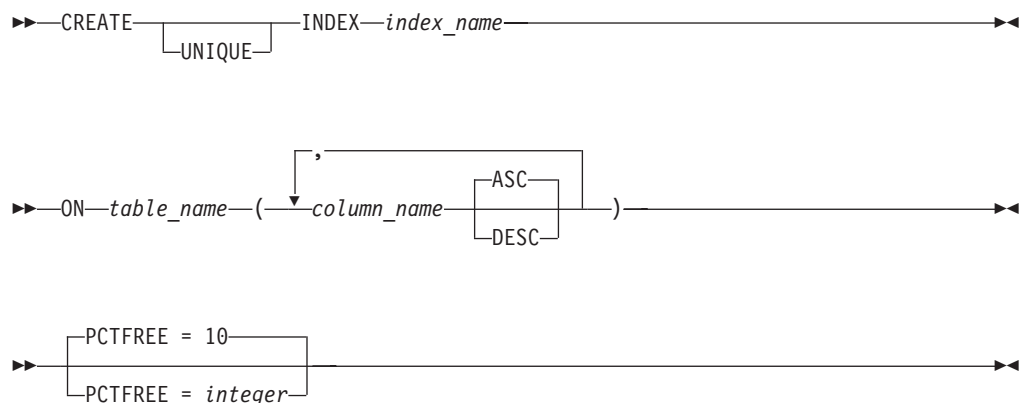 CREATE INDEX index_name
UNIQUE
,
ASC
ON table_name ( column_name )
DESC
PCTFREE = 10
PCTFREE = integer